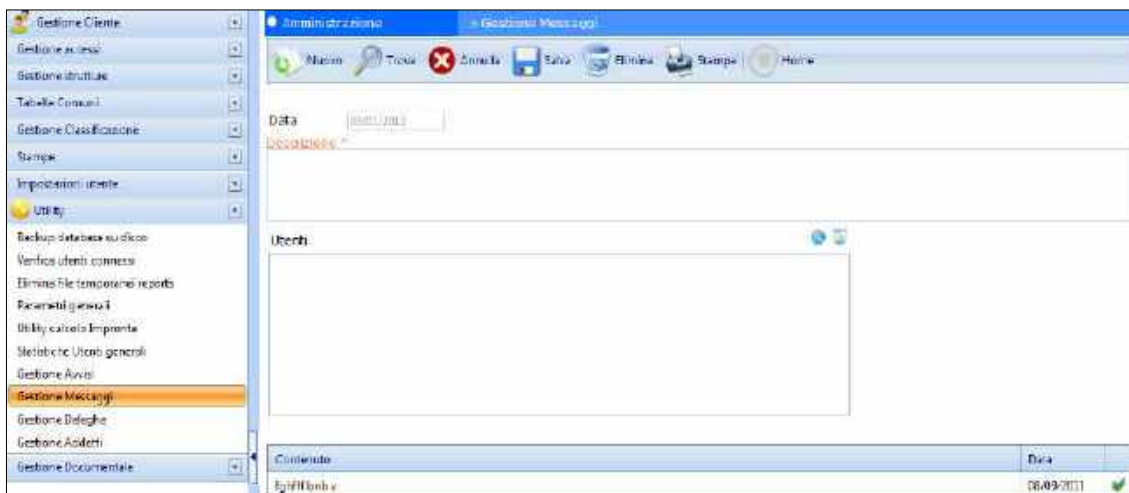 Gestione Cliente
Gestione accessi
Gestione strutture
Tabelle Comuni
Gestione Classificazione
Stampe
Impostazioni utente
Utility
Backup database su disco
Verifica utenti connessi
Elimina file temporanei reports
Parametri generali
Utility calcolo Impronta
Statistiche Utenti generali
Gestione Avvisi
Gestione Messaggi
Gestione Deleghe
Gestione Addetti
Gestione Documentale
Amministrazione » Gestione Messaggi
Nuovo Trova Annulla Salva Elimina Stampa Home
Data
Descrizione *
Utenti
Contenuto Data
08/09/2011